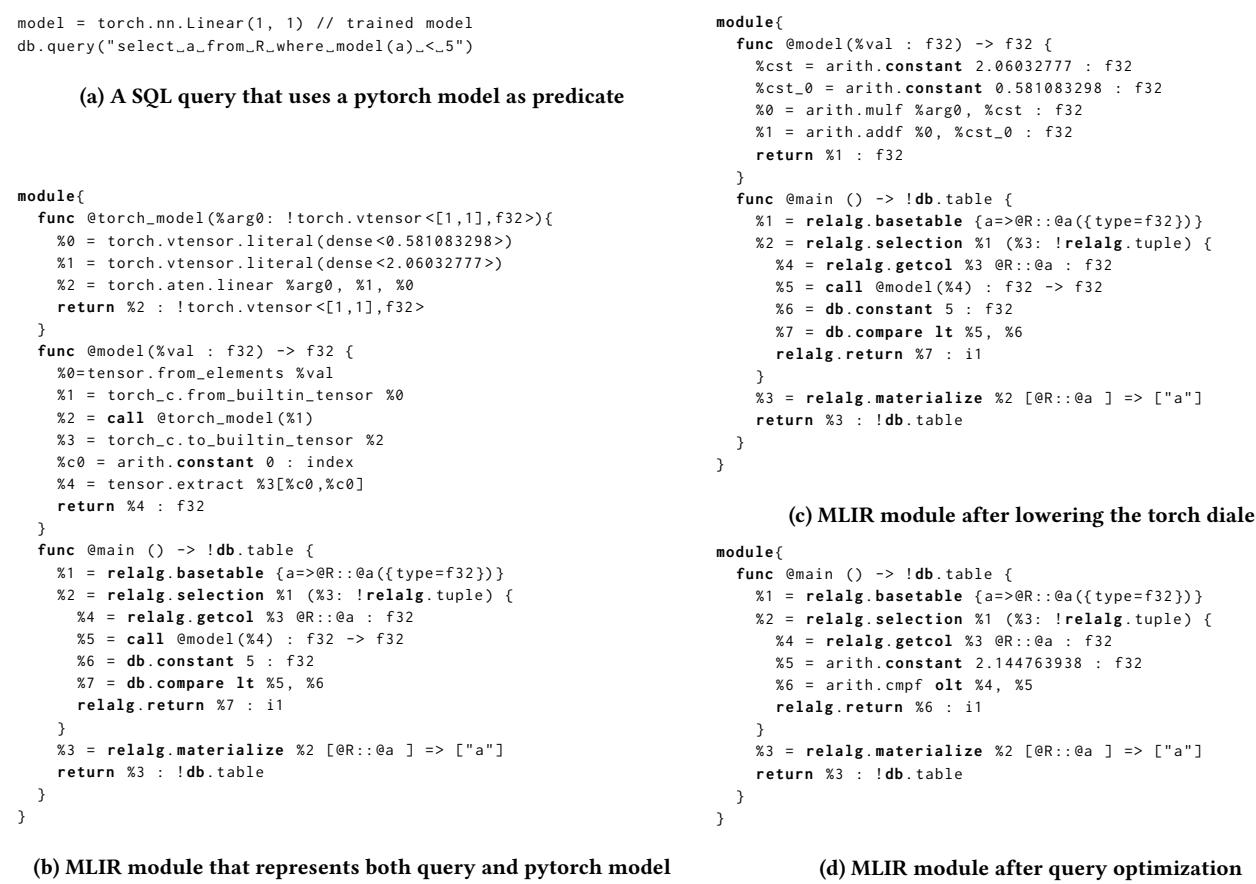 model = torch.nn.Linear(1, 1) // trained model
db.query("select␣a␣from␣R␣where␣model(a)␣<␣5")
(a) A SQL query that uses a pytorch model as predicate
module{
  func @torch_model(%arg0: !torch.vtensor<[1,1],f32>){
    %0 = torch.vtensor.literal(dense<0.581083298>)
    %1 = torch.vtensor.literal(dense<2.06032777>)
    %2 = torch.aten.linear %arg0, %1, %0
    return %2 : !torch.vtensor<[1,1],f32>
  }
  func @model(%val : f32) -> f32 {
    %0=tensor.from_elements %val
    %1 = torch_c.from_builtin_tensor %0
    %2 = call @torch_model(%1)
    %3 = torch_c.to_builtin_tensor %2
    %c0 = arith.constant 0 : index
    %4 = tensor.extract %3[%c0,%c0]
    return %4 : f32
  }
  func @main () -> !db.table {
    %1 = relalg.basetable {a=>@R::@a({type=f32})}
    %2 = relalg.selection %1 (%3: !relalg.tuple) {
      %4 = relalg.getcol %3 @R::@a : f32
      %5 = call @model(%4) : f32 -> f32
      %6 = db.constant 5 : f32
      %7 = db.compare lt %5, %6
      relalg.return %7 : i1
    }
    %3 = relalg.materialize %2 [@R::@a ] => ["a"]
    return %3 : !db.table
  }
}
(b) MLIR module that represents both query and pytorch model
module{
  func @model(%val : f32) -> f32 {
    %cst = arith.constant 2.06032777 : f32
    %cst_0 = arith.constant 0.581083298 : f32
    %0 = arith.mulf %arg0, %cst : f32
    %1 = arith.addf %0, %cst_0 : f32
    return %1 : f32
  }
  func @main () -> !db.table {
    %1 = relalg.basetable {a=>@R::@a({type=f32})}
    %2 = relalg.selection %1 (%3: !relalg.tuple) {
      %4 = relalg.getcol %3 @R::@a : f32
      %5 = call @model(%4) : f32 -> f32
      %6 = db.constant 5 : f32
      %7 = db.compare lt %5, %6
      relalg.return %7 : i1
    }
    %3 = relalg.materialize %2 [@R::@a ] => ["a"]
    return %3 : !db.table
  }
}
(c) MLIR module after lowering the torch diale
module{
  func @main () -> !db.table {
    %1 = relalg.basetable {a=>@R::@a({type=f32})}
    %2 = relalg.selection %1 (%3: !relalg.tuple) {
      %4 = relalg.getcol %3 @R::@a : f32
      %5 = arith.constant 2.144763938 : f32
      %6 = arith.cmpf olt %4, %5
      relalg.return %6 : i1
    }
    %3 = relalg.materialize %2 [@R::@a ] => ["a"]
    return %3 : !db.table
  }
}
(d) MLIR module after query optimization